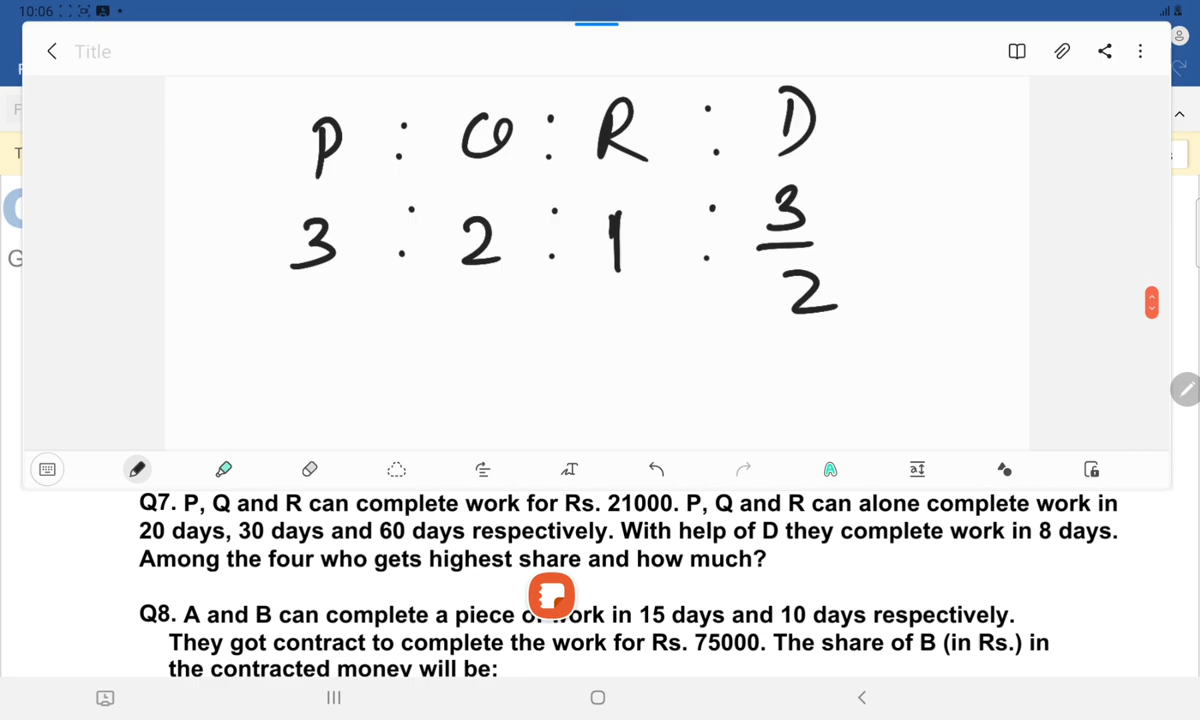 10:06
Title
P : Q : R : D
3 : 2 : 1 : 3/2
Q7. P, Q and R can complete work for Rs. 21000. P, Q and R can alone complete work in
20 days, 30 days and 60 days respectively. With help of D they complete work in 8 days.
Among the four who gets highest share and how much?
Q8. A and B can complete a piece of work in 15 days and 10 days respectively.
They got contract to complete the work for Rs. 75000. The share of B (in Rs.) in
the contracted money will be: